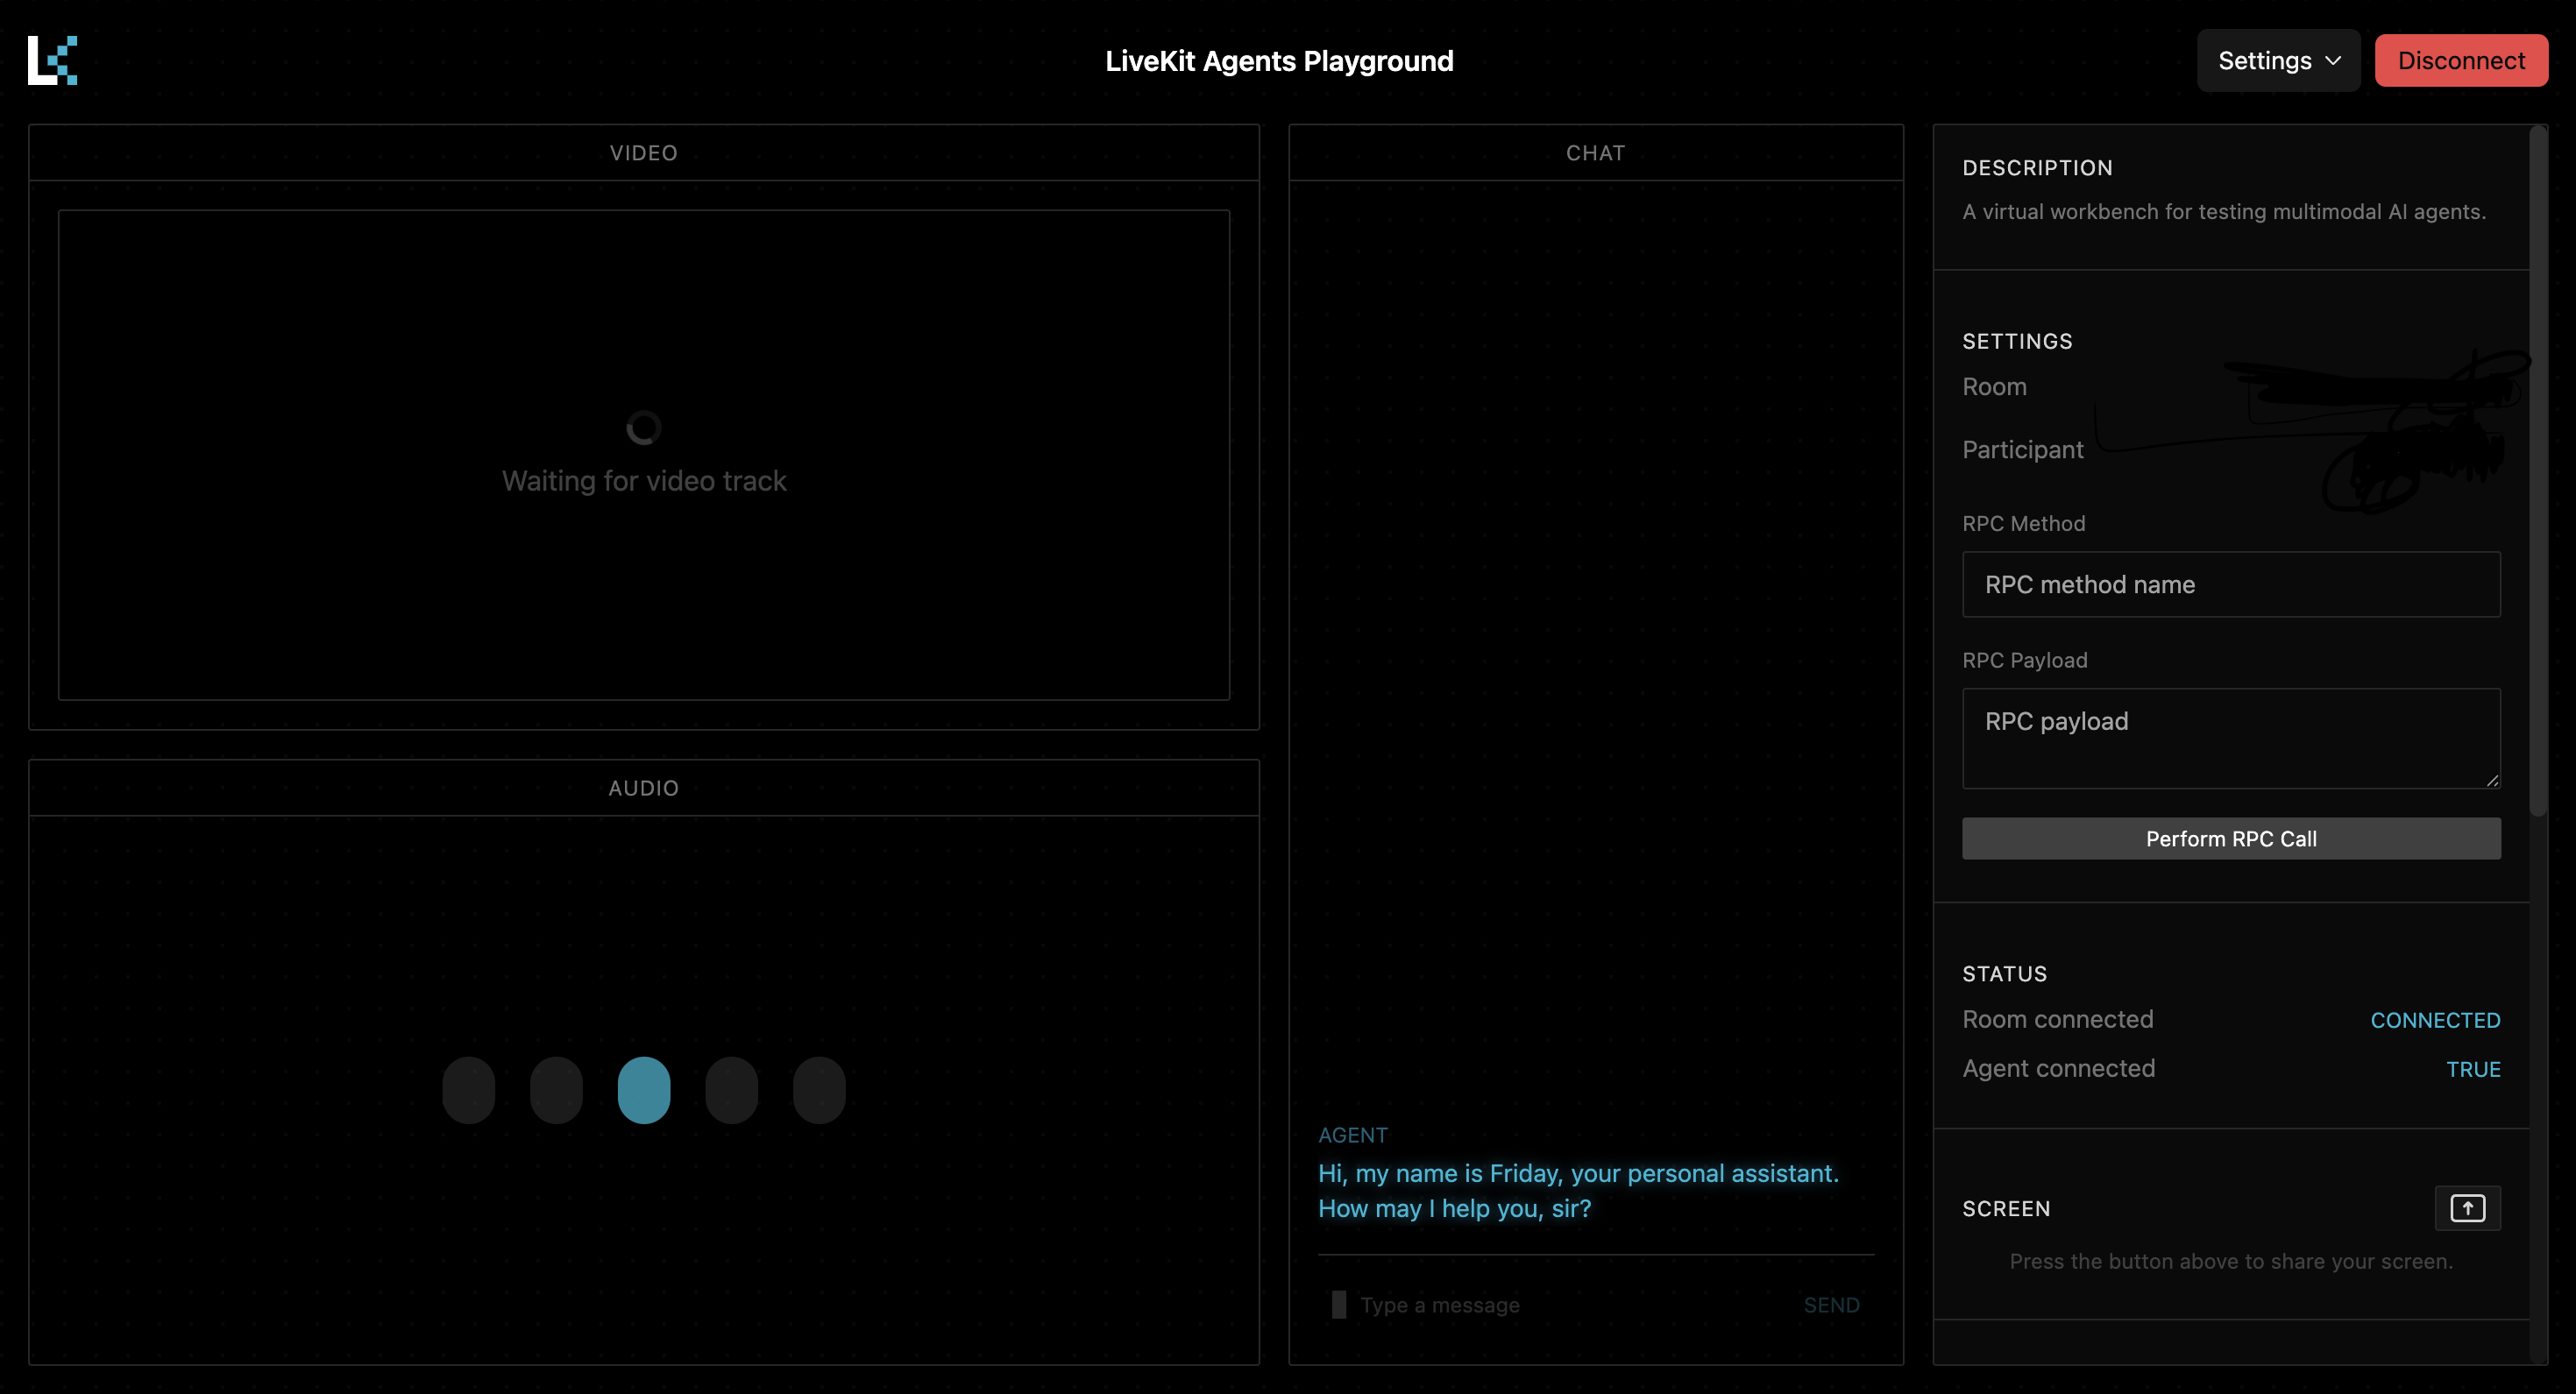 LiveKit Agents Playground
Settings
Disconnect
VIDEO
Waiting for video track
AUDIO
CHAT
AGENT
Hi, my name is Friday, your personal assistant.
How may I help you, sir?
Type a message
SEND
DESCRIPTION
A virtual workbench for testing multimodal AI agents.
SETTINGS
Room
Participant
RPC Method
RPC method name
RPC Payload
RPC payload
Perform RPC Call
STATUS
Room connected CONNECTED
Agent connected TRUE
SCREEN
Press the button above to share your screen.